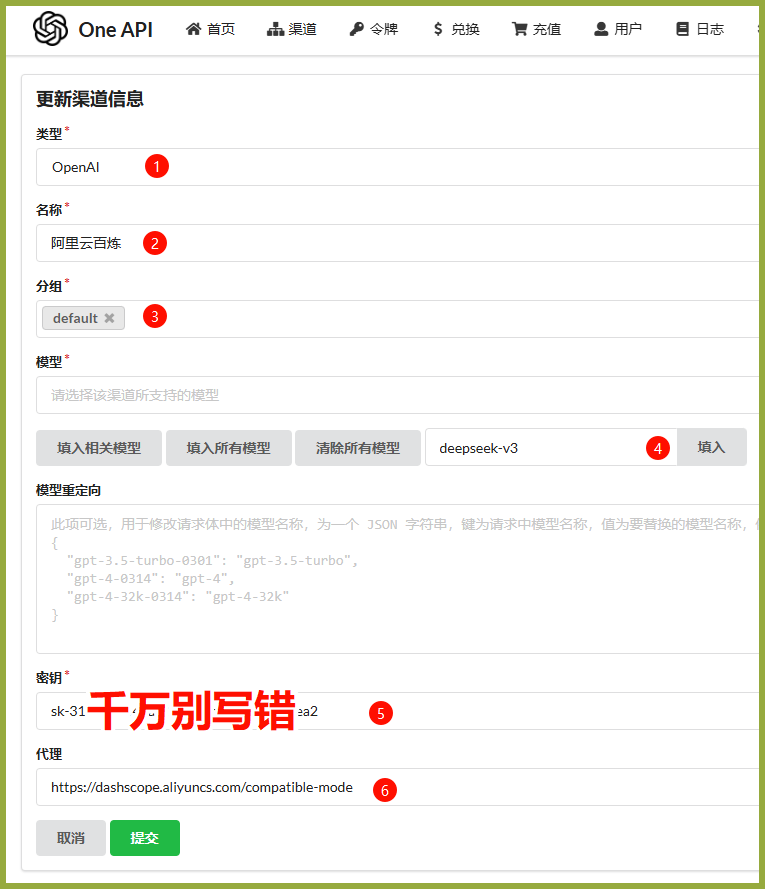 One API 首页 渠道 令牌 兑换 充值 用户 日志
更新渠道信息
类型*
OpenAI 1
名称*
阿里云百炼 2
分组*
default 3
模型*
请选择该渠道所支持的模型
填入相关模型 填入所有模型 清除所有模型 deepseek-v3 4 填入
模型重定向
此项可选，用于修改请求体中的模型名称，为一个 JSON 字符串，键为请求中模型名称，值为要替换的模型名称，
{
"gpt-3.5-turbo-0301": "gpt-3.5-turbo",
"gpt-4-0314": "gpt-4",
"gpt-4-32k-0314": "gpt-4-32k"
}
密钥*
sk-31 千万别写错 ea2 5
代理
https://dashscope.aliyuncs.com/compatible-mode 6
取消 提交